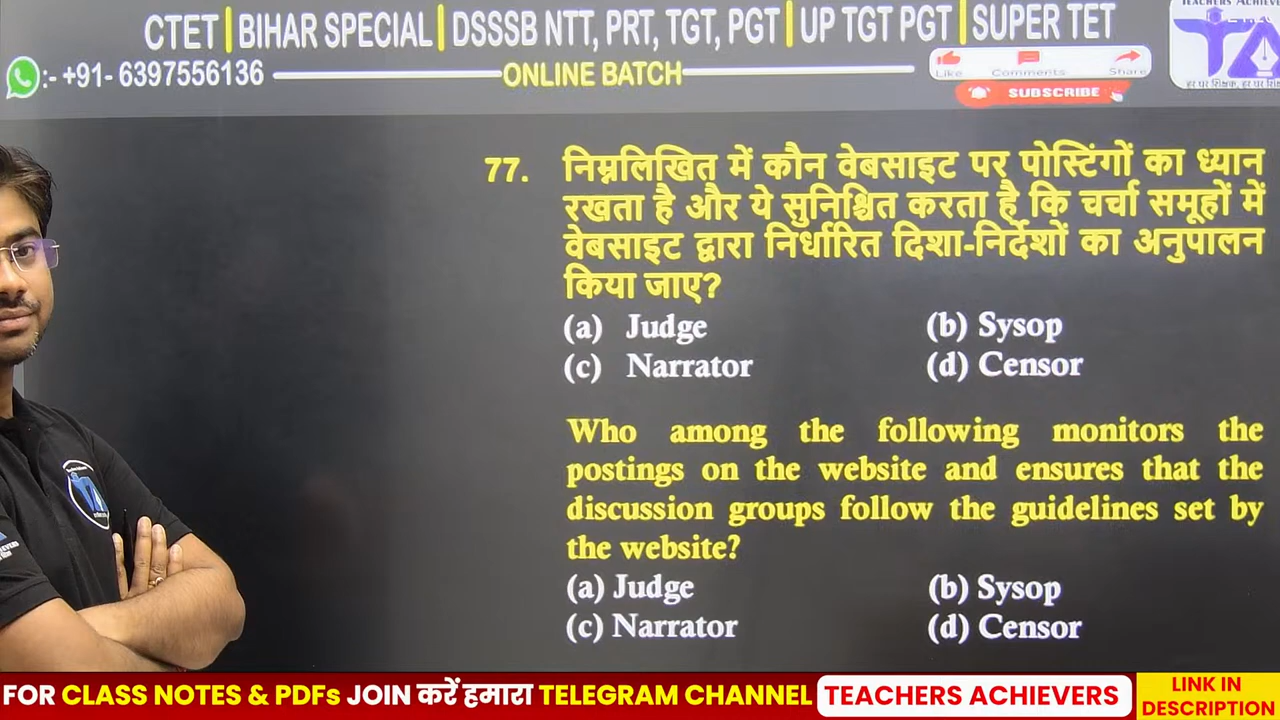 CTET | BIHAR SPECIAL | DSSSB NTT, PRT, TGT, PGT | UP TGT PGT | SUPER TET
:- +91- 6397556136
ONLINE BATCH
Like Comments Share
SUBSCRIBE
TEACHERS ACHIEVE
77. निम्नलिखित में कौन वेबसाइट पर पोस्टिंगों का ध्यान
रखता है और ये सुनिश्चित करता है कि चर्चा समूहों में
वेबसाइट द्वारा निर्धारित दिशा-निर्देशों का अनुपालन
किया जाए?
(a) Judge (b) Sysop
(c) Narrator (d) Censor
Who among the following monitors the
postings on the website and ensures that the
discussion groups follow the guidelines set by
the website?
(a) Judge (b) Sysop
(c) Narrator (d) Censor
FOR CLASS NOTES & PDFs JOIN करें हमारा TELEGRAM CHANNEL TEACHERS ACHIEVERS
LINK IN
DESCRIPTION